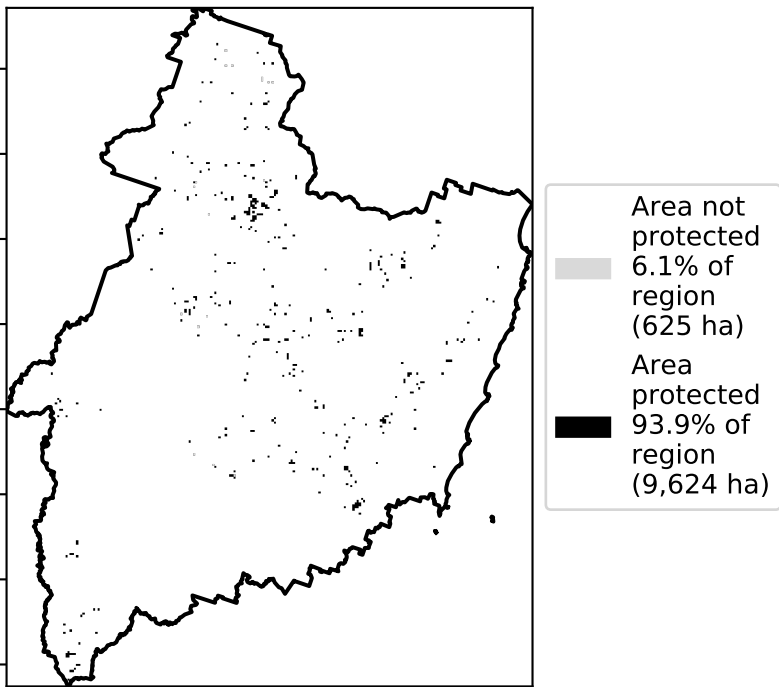 Area not
protected
6.1% of
region
(625 ha)
Area
protected
93.9% of
region
(9,624 ha)